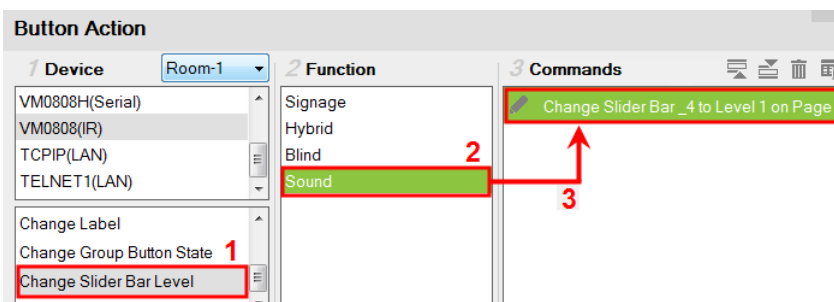 Button Action
1 Device Room-1 2 Function 3 Commands
VM0808H(Serial)
VM0808(IR)
TCPIP(LAN)
TELNET1(LAN)
Change Label
Change Group Button State 1
Change Slider Bar Level
Signage
Hybrid
Blind 2
Sound
Change Slider Bar _4 to Level 1 on Page
3